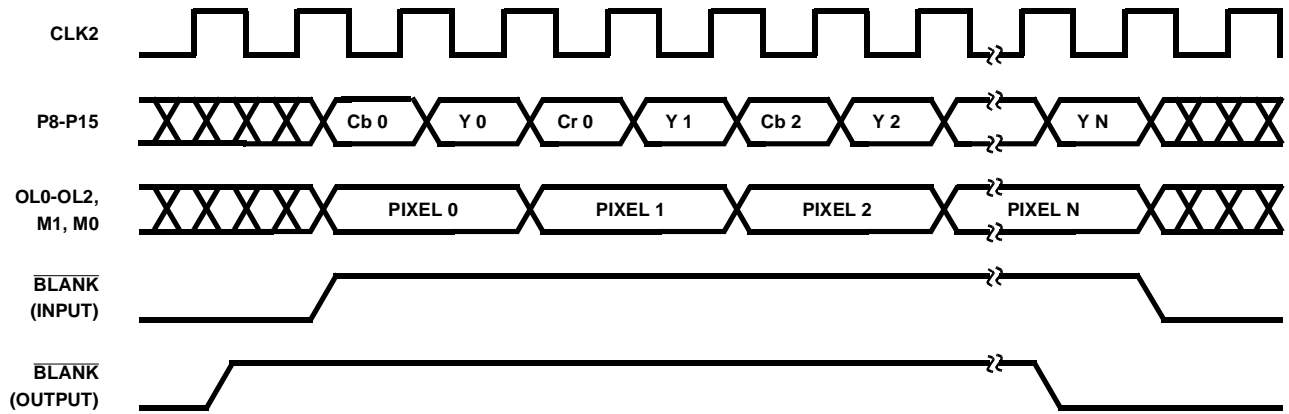 CLK2
P8-P15
Cb 0 Y 0 Cr 0 Y 1 Cb 2 Y 2 Y N
OL0-OL2,
M1, M0
PIXEL 0 PIXEL 1 PIXEL 2 PIXEL N
BLANK
(INPUT)
BLANK
(OUTPUT)